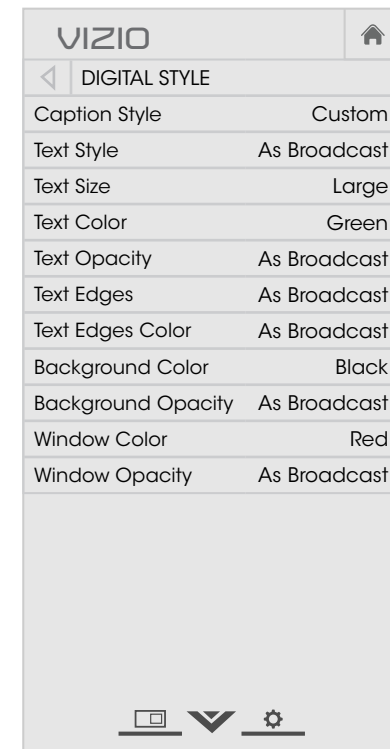 VIZIO
DIGITAL STYLE
Caption Style Custom
Text Style As Broadcast
Text Size Large
Text Color Green
Text Opacity As Broadcast
Text Edges As Broadcast
Text Edges Color As Broadcast
Background Color Black
Background Opacity As Broadcast
Window Color Red
Window Opacity As Broadcast